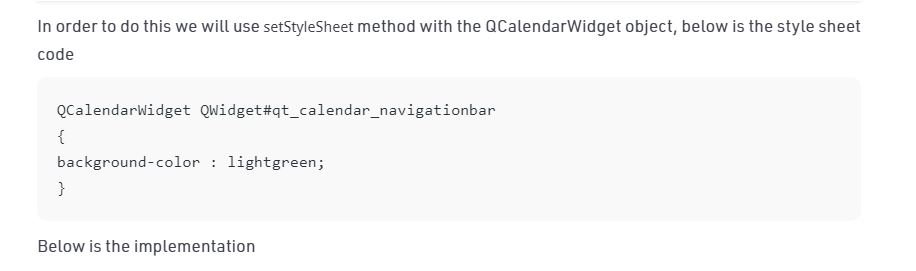 In order to do this we will use setStyleSheet method with the QCalendarWidget object, below is the style sheet
code
QCalendarWidget QWidget#qt_calendar_navigationbar
{
background-color : lightgreen;
}
Below is the implementation